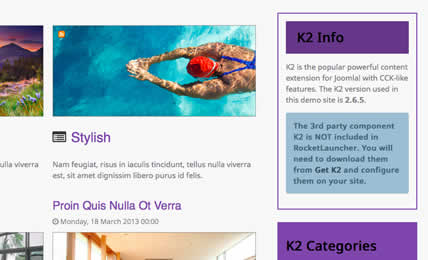 Stylish
ulla viverra
Nam feugiat, risus in iaculis tincidunt, tellus nulla viverra
est, sit amet dignissim libero purus id felis.
Proin Quis Nulla Ot Verra
Monday, 18 March 2013 00:00
K2 Info
K2 is the popular powerful content
extension for Joomla! with CCK-like
features. The K2 version used in
this demo site is 2.6.5.
The 3rd party component
K2 is NOT included in
RocketLauncher. You will
need to download them
from Get K2 and configure
them on your site.
K2 Categories